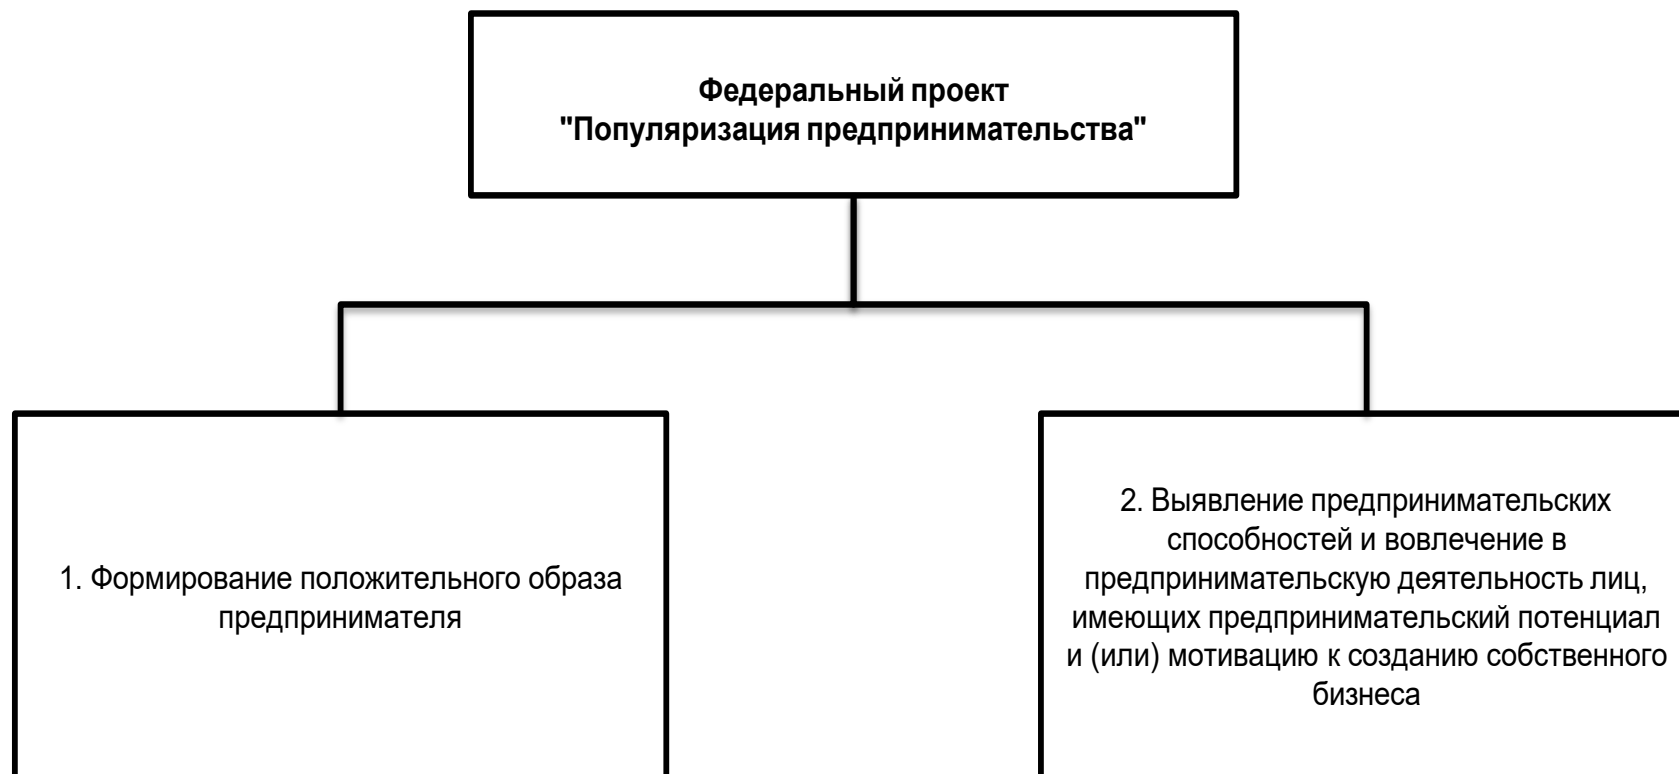 Федеральный проект
"Популяризация предпринимательства"
1. Формирование положительного образа
предпринимателя
2. Выявление предпринимательских
способностей и вовлечение в
предпринимательскую деятельность лиц,
имеющих предпринимательский потенциал
и (или) мотивацию к созданию собственного
бизнеса